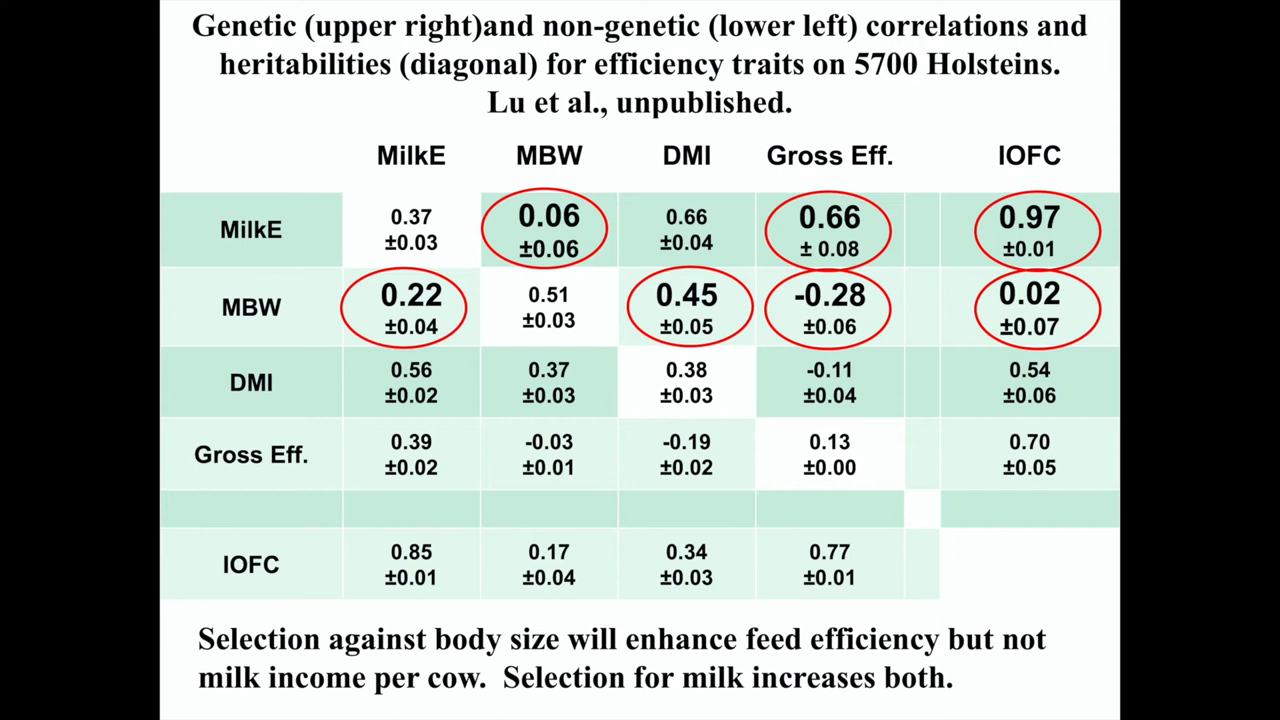 Genetic (upper right)and non-genetic (lower left) correlations and
heritabilities (diagonal) for efficiency traits on 5700 Holsteins.
Lu et al., unpublished.
MilkE MBW DMI Gross Eff. IOFC
MilkE 0.37 ±0.03 0.06 ±0.06 0.66 ±0.04 0.66 ± 0.08 0.97 ±0.01
MBW 0.22 ±0.04 0.51 ±0.03 0.45 ±0.05 -0.28 ±0.06 0.02 ±0.07
DMI 0.56 ±0.02 0.37 ±0.03 0.38 ±0.03 -0.11 ±0.04 0.54 ±0.06
Gross Eff. 0.39 ±0.02 -0.03 ±0.01 -0.19 ±0.02 0.13 ±0.00 0.70 ±0.05
IOFC 0.85 ±0.01 0.17 ±0.04 0.34 ±0.03 0.77 ±0.01
Selection against body size will enhance feed efficiency but not
milk income per cow. Selection for milk increases both.